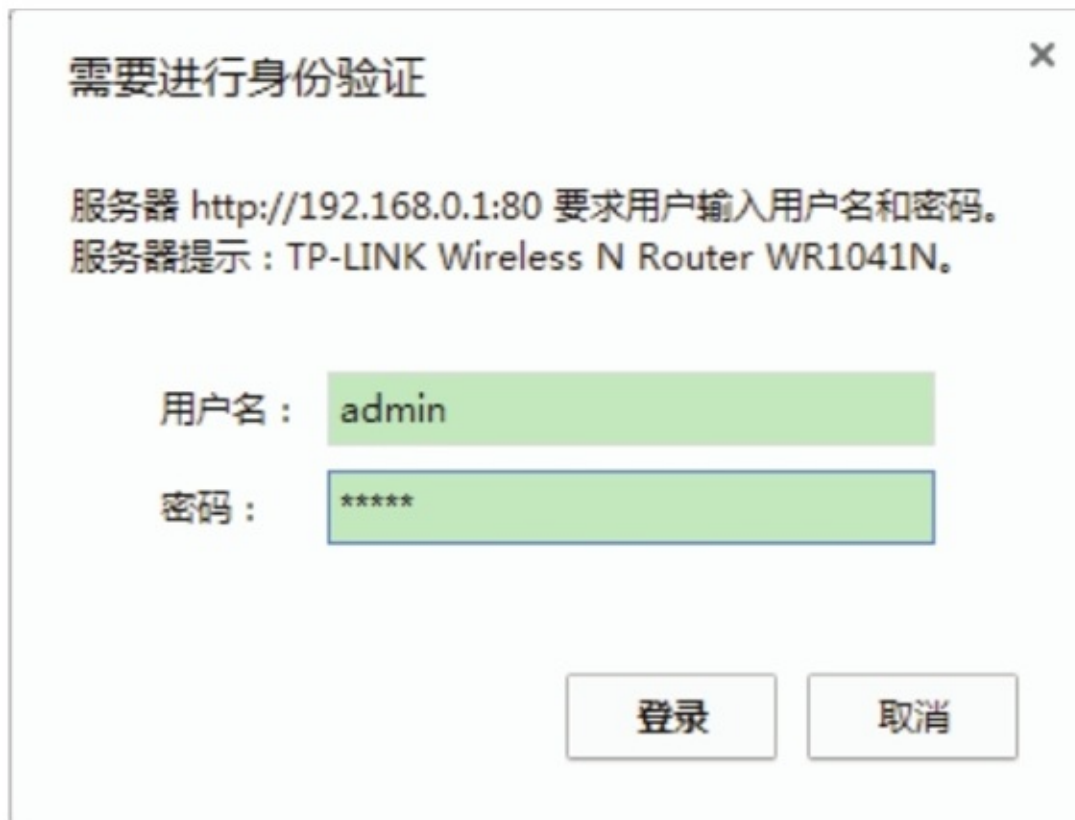 需要进行身份验证
服务器 http://192.168.0.1:80 要求用户输入用户名和密码。
服务器提示：TP-LINK Wireless N Router WR1041N。
用户名： admin
密码： *****
登录 取消